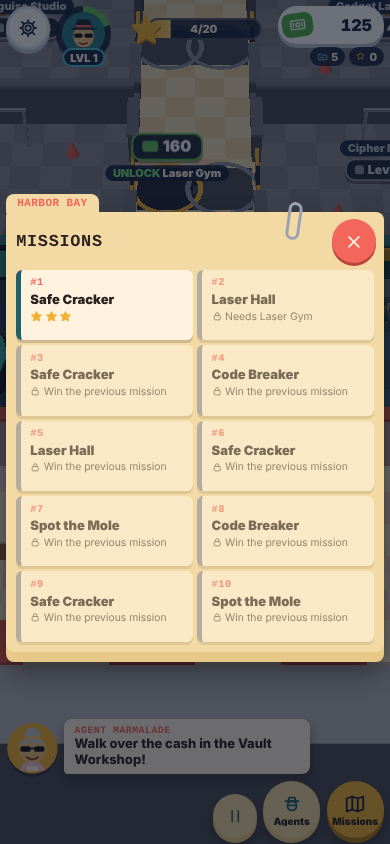 guise Studio
Gadget La
LVL 1
4/20
125
5
0
160
UNLOCK Laser Gym
Cipher
Lev
HARBOR BAY
MISSIONS
#1
Safe Cracker
#2
Laser Hall
Needs Laser Gym
#3
Safe Cracker
Win the previous mission
#4
Code Breaker
Win the previous mission
#5
Laser Hall
Win the previous mission
#6
Safe Cracker
Win the previous mission
#7
Spot the Mole
Win the previous mission
#8
Code Breaker
Win the previous mission
#9
Safe Cracker
Win the previous mission
#10
Spot the Mole
Win the previous mission
AGENT MARMALADE
Walk over the cash in the Vault
Workshop!
Agents
Missions